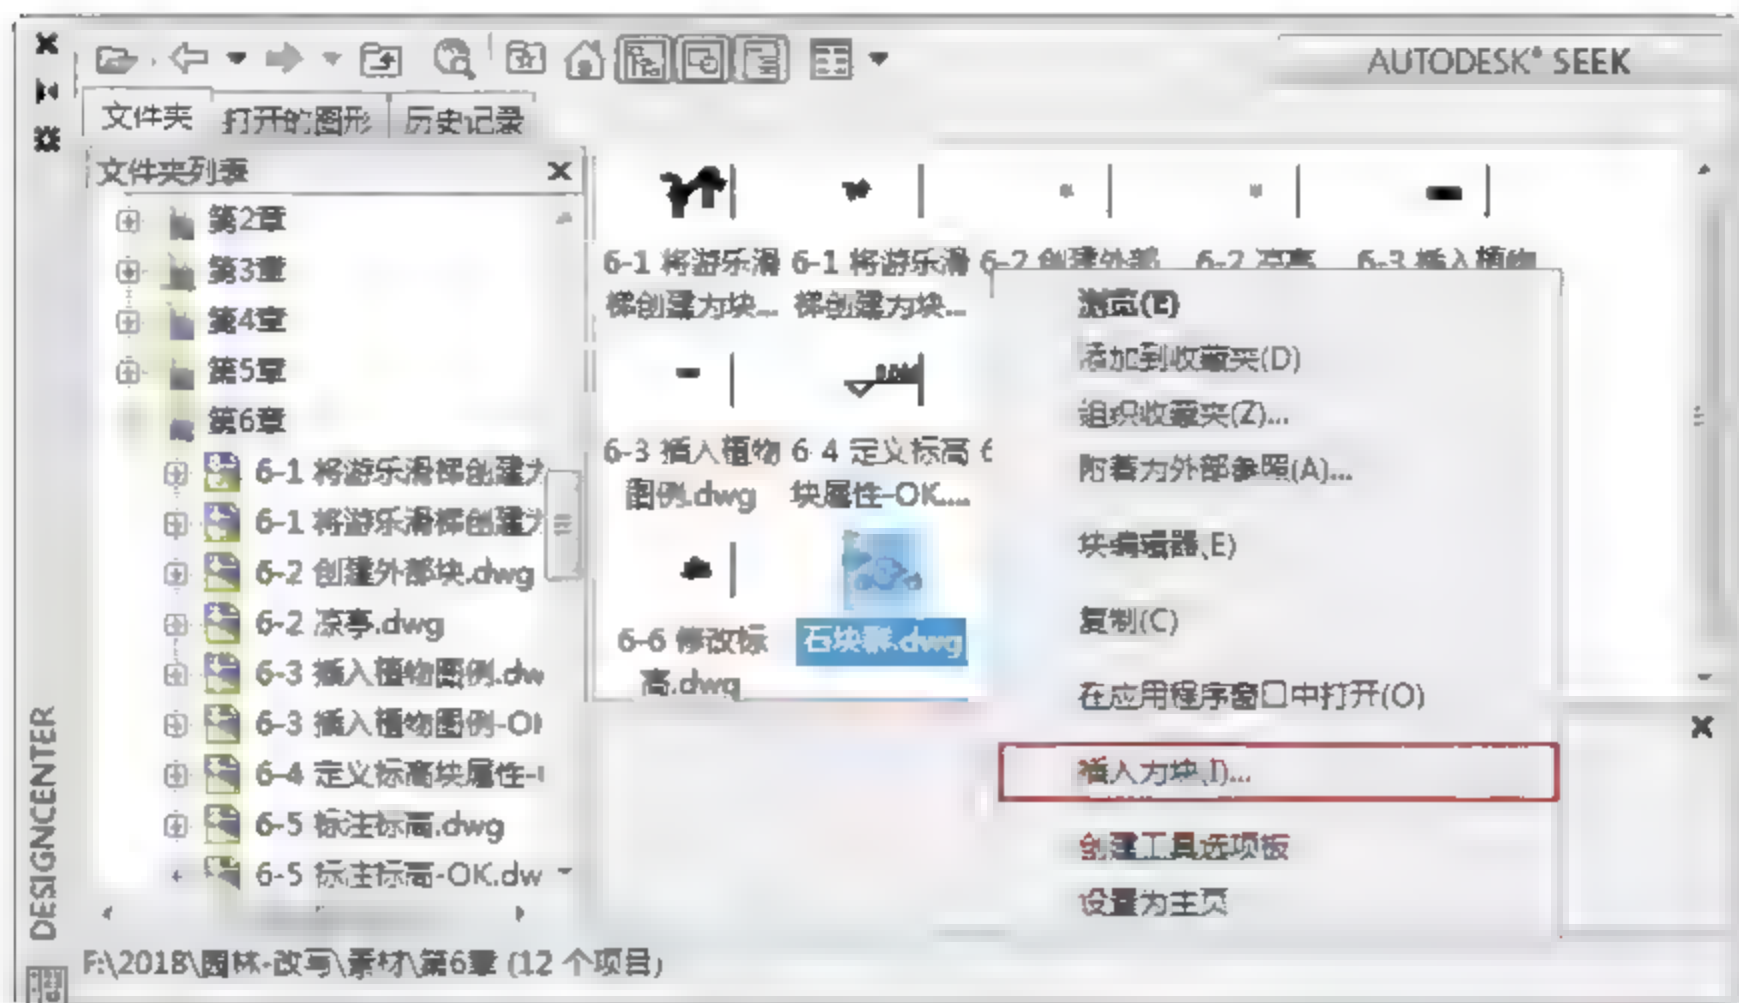 AUTODESK® SEEK
文件夹 打开的图形 历史记录
文件夹列表
第2章
第3章
第4章
第5章
第6章
6-1 将游乐滑梯创建为
6-1 将游乐滑梯创建为
6-2 创建外部块.dwg
6-2 凉亭.dwg
6-3 插入植物图例.dw
6-3 插入植物图例-OK
6-4 定义标高块属性-
6-5 标注标高.dwg
6-5 标注标高-OK.dw
6-1 将游乐滑 6-1 将游乐滑 6-2 创建外部 6-2 凉亭 6-3 插入植物
梯创建为块... 梯创建为块...
6-3 插入植物 6-4 定义标高 6
图例.dwg 块属性-OK....
6-6 修改标 石块群.dwg
高.dwg
浏览(E)
添加到收藏夹(D)
组织收藏夹(Z)...
附着为外部参照(A)...
块编辑器(E)
复制(C)
在应用程序窗口中打开(O)
插入为块(I)...
创建工具选项板
设置为主页
DESIGNCENTER
F:\2018\园林-改写\素材\第6章 (12 个项目)